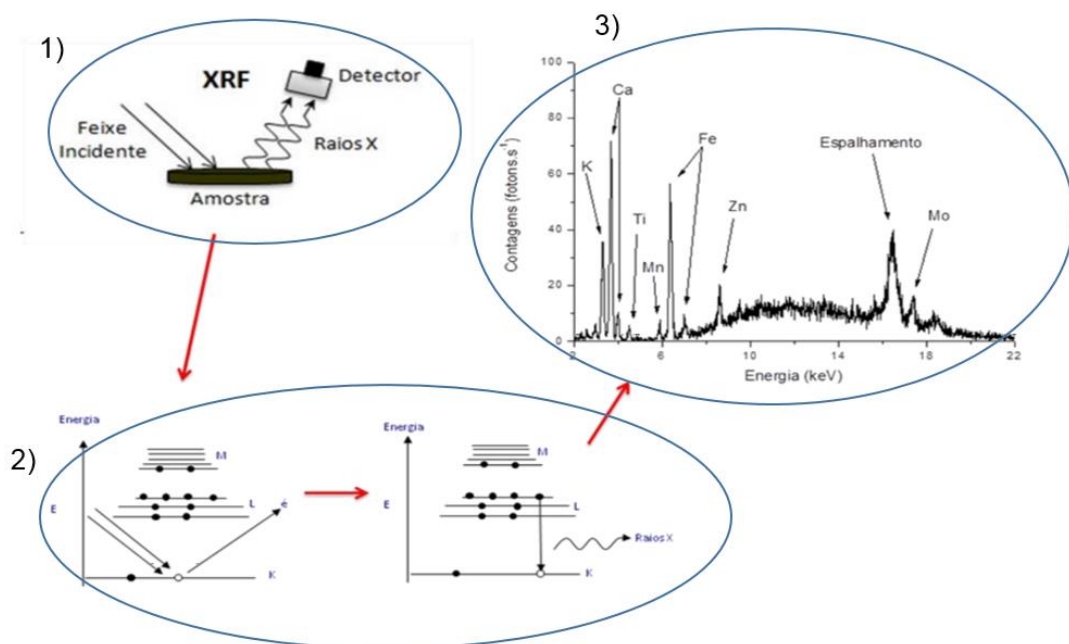 1)
XRF
Detector
Feixe
Incidente
Raios X
Amostra
3)
100
80
60
40
20
0
Contagens (fotons.s⁻¹)
Ca
K
Ti
Mn
Fe
Zn
Espalhamento
Mo
2
6
10
14
18
22
Energia (keV)
2)
Energia
M
E
L
é
K
Energia
M
E
L
Raios X
K